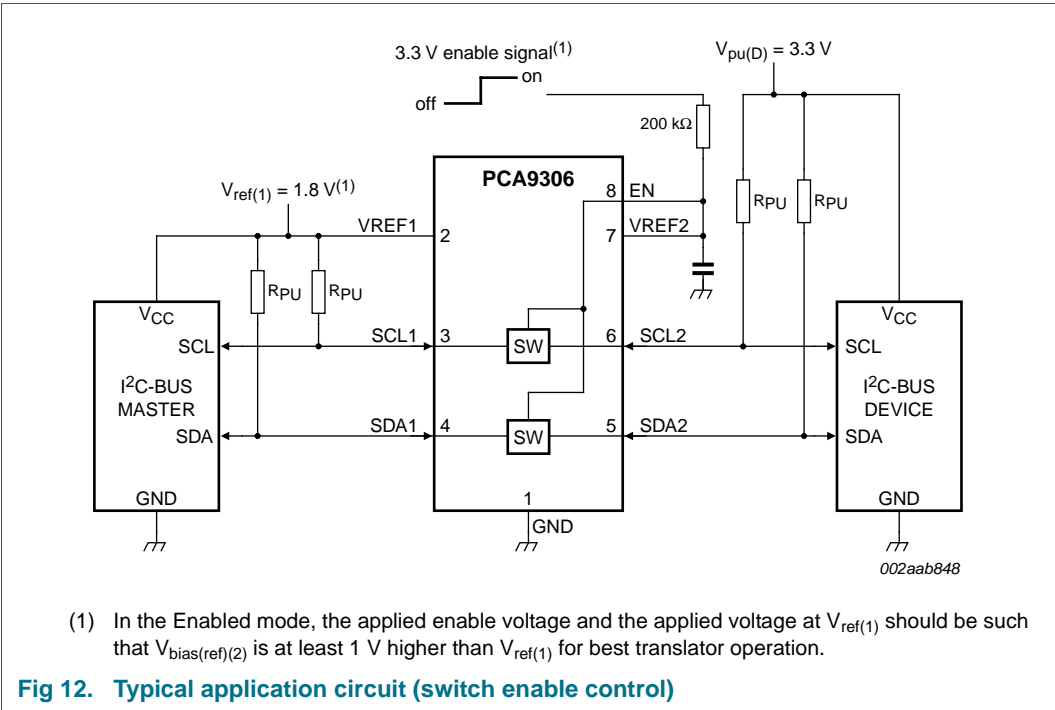 3.3 V enable signal(1)
on
off
Vpu(D) = 3.3 V
200 kΩ
PCA9306
8 EN
RPU RPU
Vref(1) = 1.8 V(1)
VREF1 2
7 VREF2
RPU RPU
VCC
VCC
SCL SCL1 3 SW 6 SCL2 SCL
I2C-BUS
MASTER
I2C-BUS
DEVICE
SDA SDA1 4 SW 5 SDA2 SDA
GND
1
GND
GND
002aab848
(1) In the Enabled mode, the applied enable voltage and the applied voltage at Vref(1) should be such
that Vbias(ref)(2) is at least 1 V higher than Vref(1) for best translator operation.
Fig 12. Typical application circuit (switch enable control)